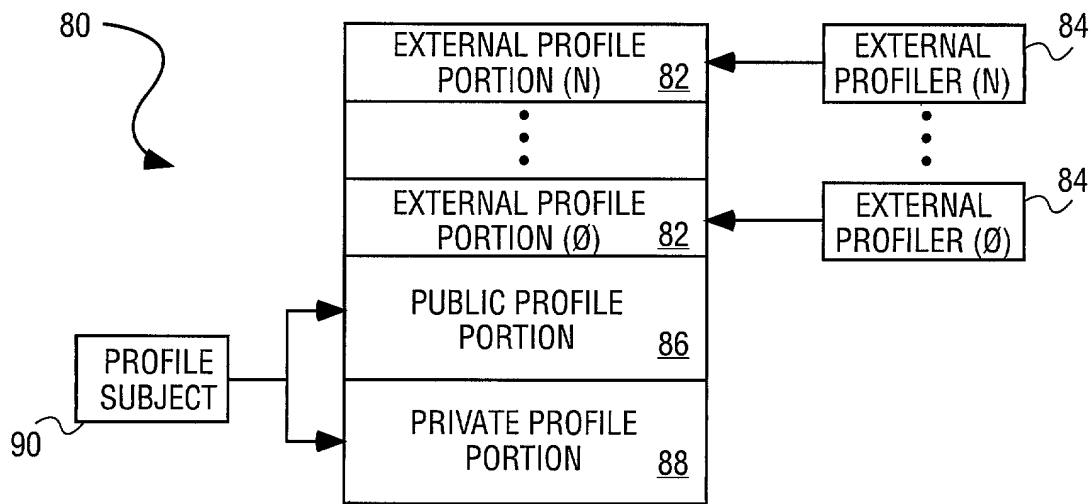 80
EXTERNAL PROFILE
PORTION (N)
82
EXTERNAL
PROFILER (N)
84
EXTERNAL PROFILE
PORTION (Ø)
82
EXTERNAL
PROFILER (Ø)
84
PUBLIC PROFILE
PORTION
86
PROFILE
SUBJECT
90
PRIVATE PROFILE
PORTION
88